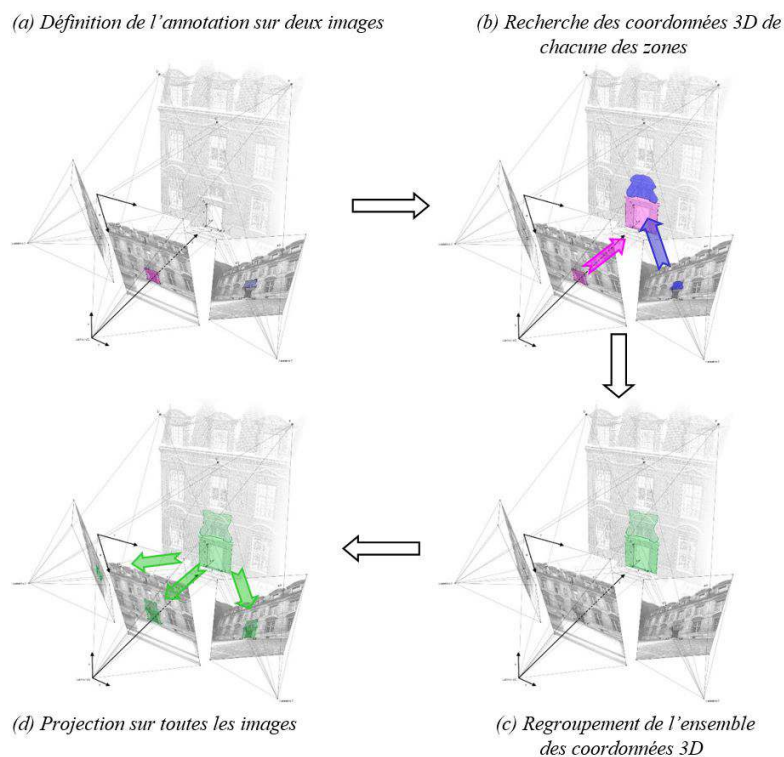 (a) Définition de l’annotation sur deux images
(b) Recherche des coordonnées 3D de
chacune des zones
(d) Projection sur toutes les images
(c) Regroupement de l’ensemble
des coordonnées 3D